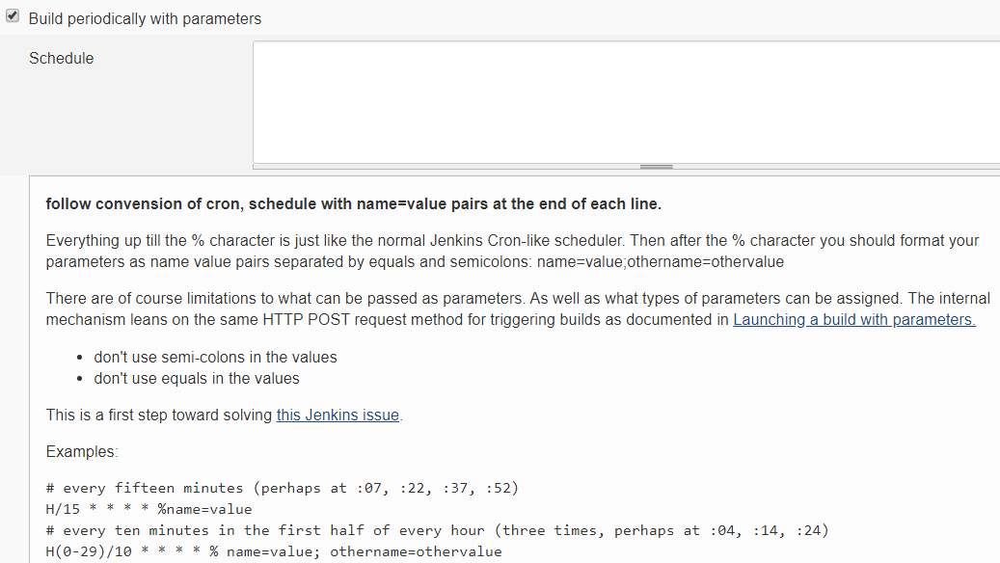 Build periodically with parameters
Schedule
follow convension of cron, schedule with name=value pairs at the end of each line.
Everything up till the % character is just like the normal Jenkins Cron-like scheduler. Then after the % character you should format your
parameters as name value pairs separated by equals and semicolons: name=value;othername=othervalue
There are of course limitations to what can be passed as parameters. As well as what types of parameters can be assigned. The internal
mechanism leans on the same HTTP POST request method for triggering builds as documented in Launching a build with parameters.
• don't use semi-colons in the values
• don't use equals in the values
This is a first step toward solving this Jenkins issue.
Examples:
# every fifteen minutes (perhaps at :07, :22, :37, :52)
H/15 * * * * %name=value
# every ten minutes in the first half of every hour (three times, perhaps at :04, :14, :24)
H(0-29)/10 * * * * % name=value; othername=othervalue